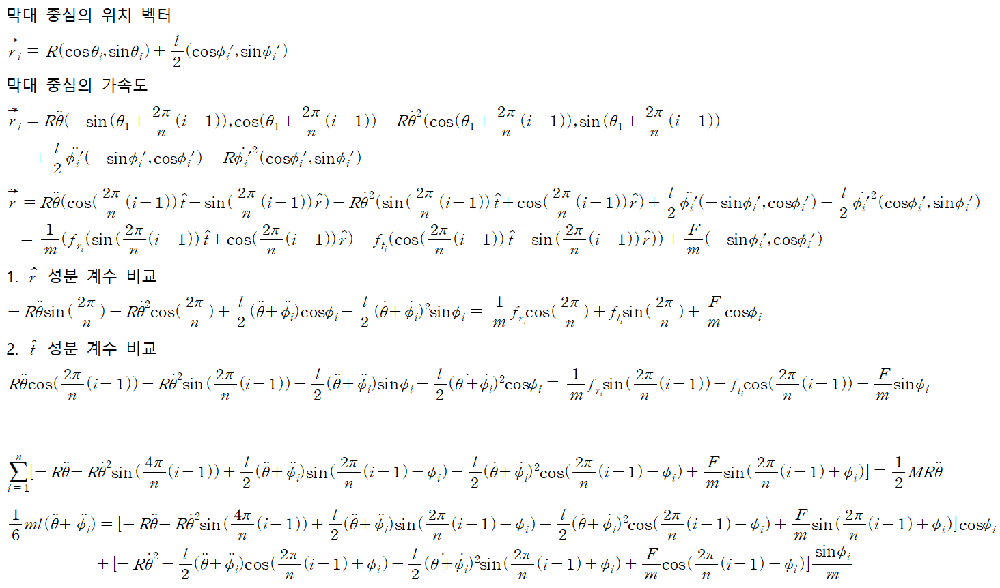 막대 중심의 위치 벡터
$\vec{r}_i = R(\cos\theta_i, \sin\theta_i) + \frac{l}{2}(\cos\phi_i', \sin\phi_i')$
막대 중심의 가속도
$\ddot{\vec{r}}_i = R\ddot{\theta}(-\sin(\theta_1 + \frac{2\pi}{n}(i-1)), \cos(\theta_1 + \frac{2\pi}{n}(i-1)) - R\dot{\theta}^2(\cos(\theta_1 + \frac{2\pi}{n}(i-1)), \sin(\theta_1 + \frac{2\pi}{n}(i-1))$
$+ \frac{l}{2}\ddot{\phi_i}'(-\sin\phi_i', \cos\phi_i') - R\dot{\phi_i}'^2(\cos\phi_i', \sin\phi_i')$
$\ddot{\vec{r}} = R\ddot{\theta}(\cos(\frac{2\pi}{n}(i-1))\hat{t} - \sin(\frac{2\pi}{n}(i-1))\hat{r}) - R\dot{\theta}^2(\sin(\frac{2\pi}{n}(i-1))\hat{t} + \cos(\frac{2\pi}{n}(i-1))\hat{r}) + \frac{l}{2}\ddot{\phi_i}'(-\sin\phi_i', \cos\phi_i') - \frac{l}{2}\dot{\phi_i}'^2(\cos\phi_i', \sin\phi_i')$
$= \frac{1}{m}(f_{r_i}(\sin(\frac{2\pi}{n}(i-1))\hat{t} + \cos(\frac{2\pi}{n}(i-1))\hat{r}) - f_{t_i}(\cos(\frac{2\pi}{n}(i-1))\hat{t} - \sin(\frac{2\pi}{n}(i-1))\hat{r})) + \frac{F}{m}(-\sin\phi_i', \cos\phi_i')$
1. $\hat{r}$ 성분 계수 비교
$-R\ddot{\theta}\sin(\frac{2\pi}{n}) - R\dot{\theta}^2\cos(\frac{2\pi}{n}) + \frac{l}{2}(\ddot{\theta} + \ddot{\phi}_i)\cos\phi_i - \frac{l}{2}(\dot{\theta} + \dot{\phi}_i)^2\sin\phi_i = \frac{1}{m}f_{r_i}\cos(\frac{2\pi}{n}) + f_{t_i}\sin(\frac{2\pi}{n}) + \frac{F}{m}\cos\phi_i$
2. $\hat{t}$ 성분 계수 비교
$R\ddot{\theta}\cos(\frac{2\pi}{n}(i-1)) - R\dot{\theta}^2\sin(\frac{2\pi}{n}(i-1)) - \frac{l}{2}(\ddot{\theta} + \ddot{\phi}_i)\sin\phi_i - \frac{l}{2}(\dot{\theta + \dot{\phi}_i})^2\cos\phi_i = \frac{1}{m}f_{r_i}\sin(\frac{2\pi}{n}(i-1)) - f_{t_i}\cos(\frac{2\pi}{n}(i-1)) - \frac{F}{m}\sin\phi_i$
$\sum_{i=1}^{n}\lfloor -R\ddot{\theta} - R\dot{\theta}^2\sin(\frac{4\pi}{n}(i-1)) + \frac{l}{2}(\ddot{\theta} + \ddot{\phi}_i)\sin(\frac{2\pi}{n}(i-1) - \phi_i) - \frac{l}{2}(\dot{\theta} + \dot{\phi}_i)^2\cos(\frac{2\pi}{n}(i-1) - \phi_i) + \frac{F}{m}\sin(\frac{2\pi}{n}(i-1) + \phi_i)\rfloor = \frac{1}{2}MR\ddot{\theta}$
$\frac{1}{6}ml(\ddot{\theta} + \ddot{\phi}_i) = \lfloor -R\ddot{\theta} - R\dot{\theta}^2\sin(\frac{4\pi}{n}(i-1)) + \frac{l}{2}(\ddot{\theta} + \ddot{\phi}_i)\sin(\frac{2\pi}{n}(i-1) - \phi_i) - \frac{l}{2}(\dot{\theta} + \dot{\phi}_i)^2\cos(\frac{2\pi}{n}(i-1) - \phi_i) + \frac{F}{m}\sin(\frac{2\pi}{n}(i-1) + \phi_i)\rfloor\cos\phi_i$
$+ \lfloor -R\dot{\theta}^2 - \frac{l}{2}(\ddot{\theta} + \ddot{\phi}_i)\cos(\frac{2\pi}{n}(i-1) + \phi_i) - \frac{l}{2}(\dot{\theta + \dot{\phi}_i})^2\sin(\frac{2\pi}{n}(i-1) + \phi_i) + \frac{F}{m}\cos(\frac{2\pi}{n}(i-1) - \phi_i)\rfloor\frac{\sin\phi_i}{m}$